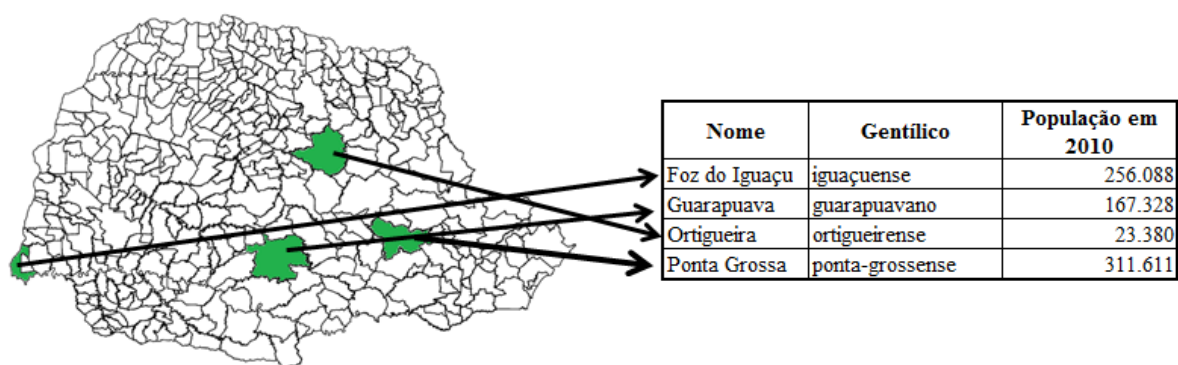 Nome Gentílico População em 2010
Foz do Iguaçu iguaçuense 256.088
Guarapuava guarapuavano 167.328
Ortigueira ortigueirense 23.380
Ponta Grossa ponta-grossense 311.611